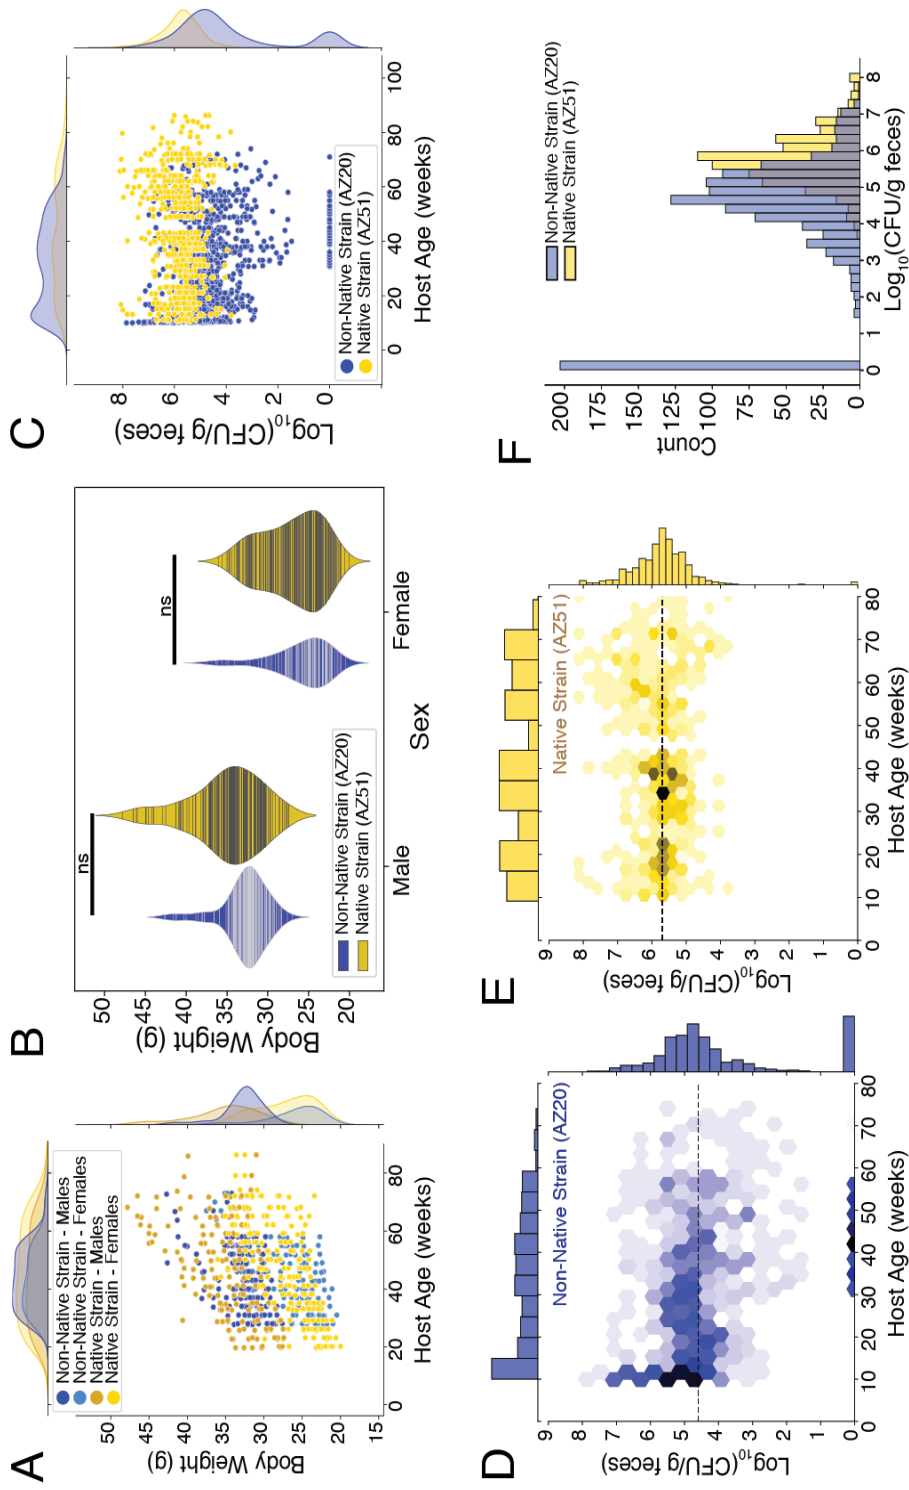 A
Non-Native Strain - Males
Non-Native Strain - Females
Native Strain - Males
Native Strain - Females
50
45
40
35
30
25
20
15
Body Weight (g)
0
20
40
60
80
Host Age (weeks)
B
50
45
40
35
30
25
20
Body Weight (g)
ns
ns
Non-Native Strain (AZ20)
Native Strain (AZ51)
Male
Female
Sex
C
8
6
4
2
0
Log10(CFU/g feces)
Non-Native Strain (AZ20)
Native Strain (AZ51)
0
20
40
60
80
100
Host Age (weeks)
D
9
8
7
6
5
4
3
2
1
0
Log10(CFU/g feces)
Non-Native Strain (AZ20)
0
10
20
30
40
50
60
70
80
Host Age (weeks)
E
9
8
7
6
5
4
3
2
1
0
Log10(CFU/g feces)
Native Strain (AZ51)
0
10
20
30
40
50
60
70
80
Host Age (weeks)
F
Non-Native Strain (AZ20)
Native Strain (AZ51)
200
175
150
125
100
75
50
25
0
Count
0
1
2
3
4
5
6
7
8
Log10(CFU/g feces)